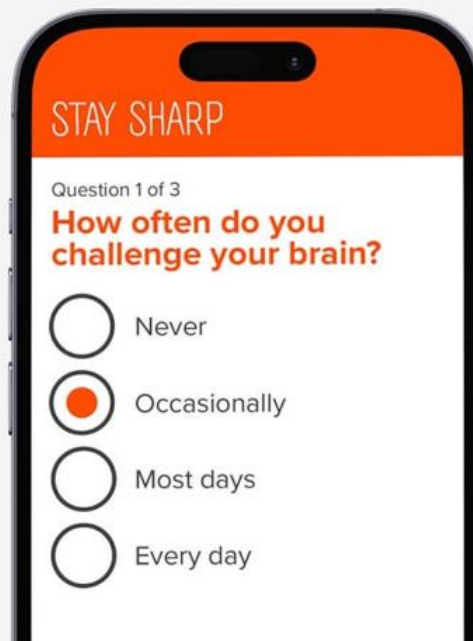 STAY SHARP
Question 1 of 3
How often do you
challenge your brain?
Never
Occasionally
Most days
Every day